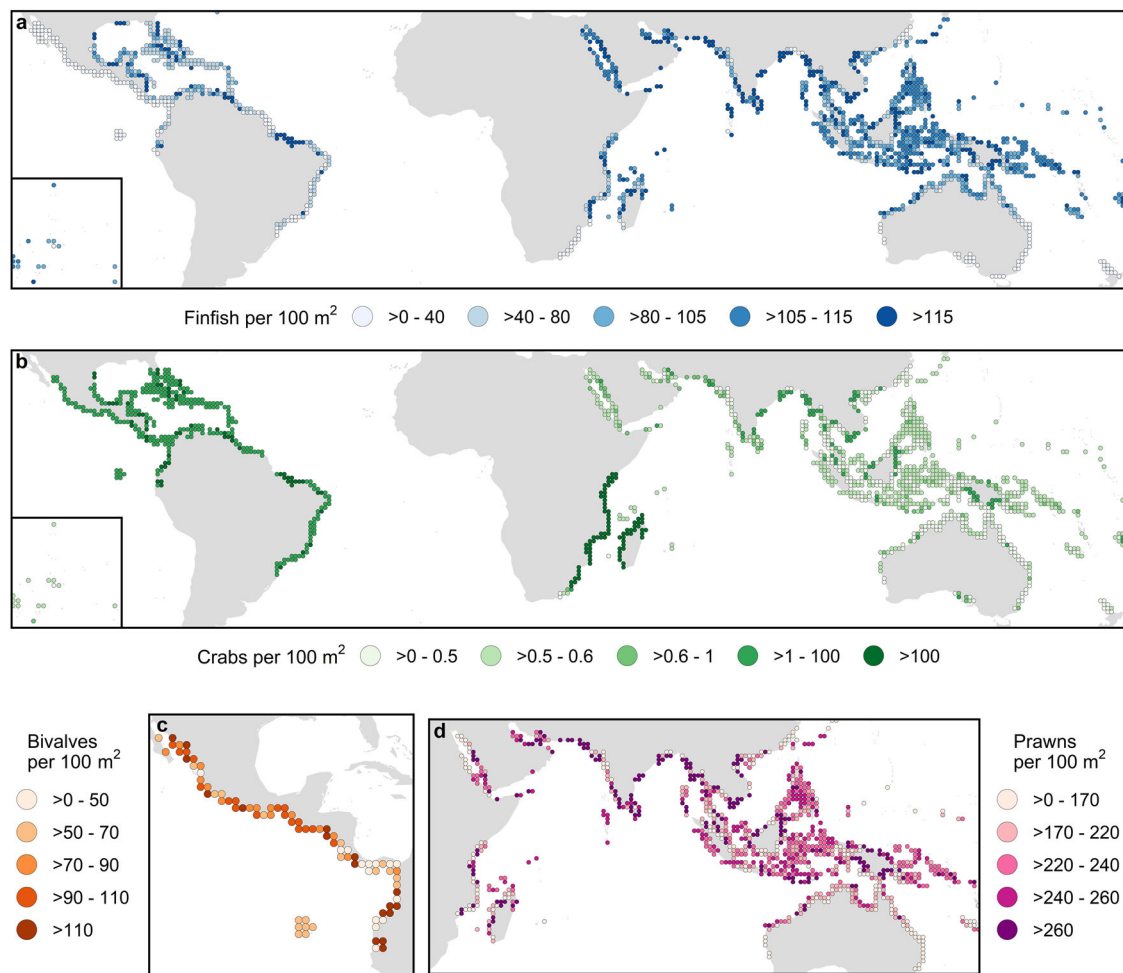 a
Finfish per 100 m² >0 - 40 >40 - 80 >80 - 105 >105 - 115 >115
b
Crabs per 100 m² >0 - 0.5 >0.5 - 0.6 >0.6 - 1 >1 - 100 >100
Bivalves
per 100 m²
>0 - 50
>50 - 70
>70 - 90
>90 - 110
>110
c
d
Prawns
per 100 m²
>0 - 170
>170 - 220
>220 - 240
>240 - 260
>260